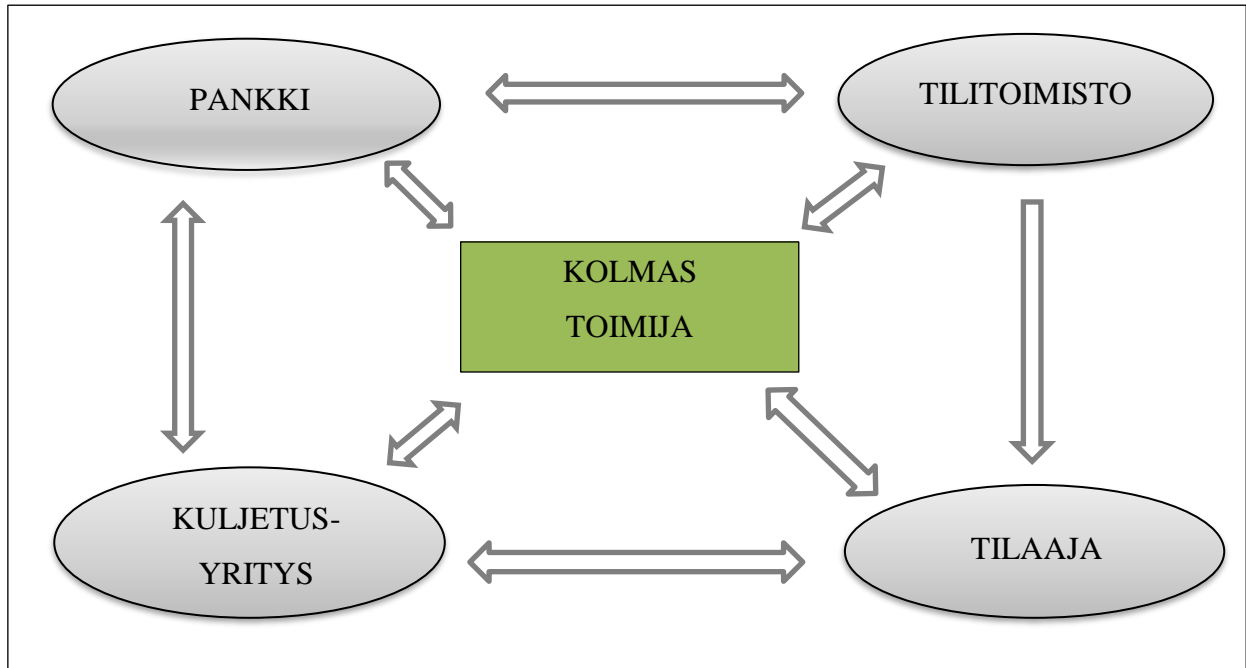 PANKKI
TILITOIMISTO
KOLMAS
TOIMIJA
KULJETUS-
YRITYS
TILAAJA